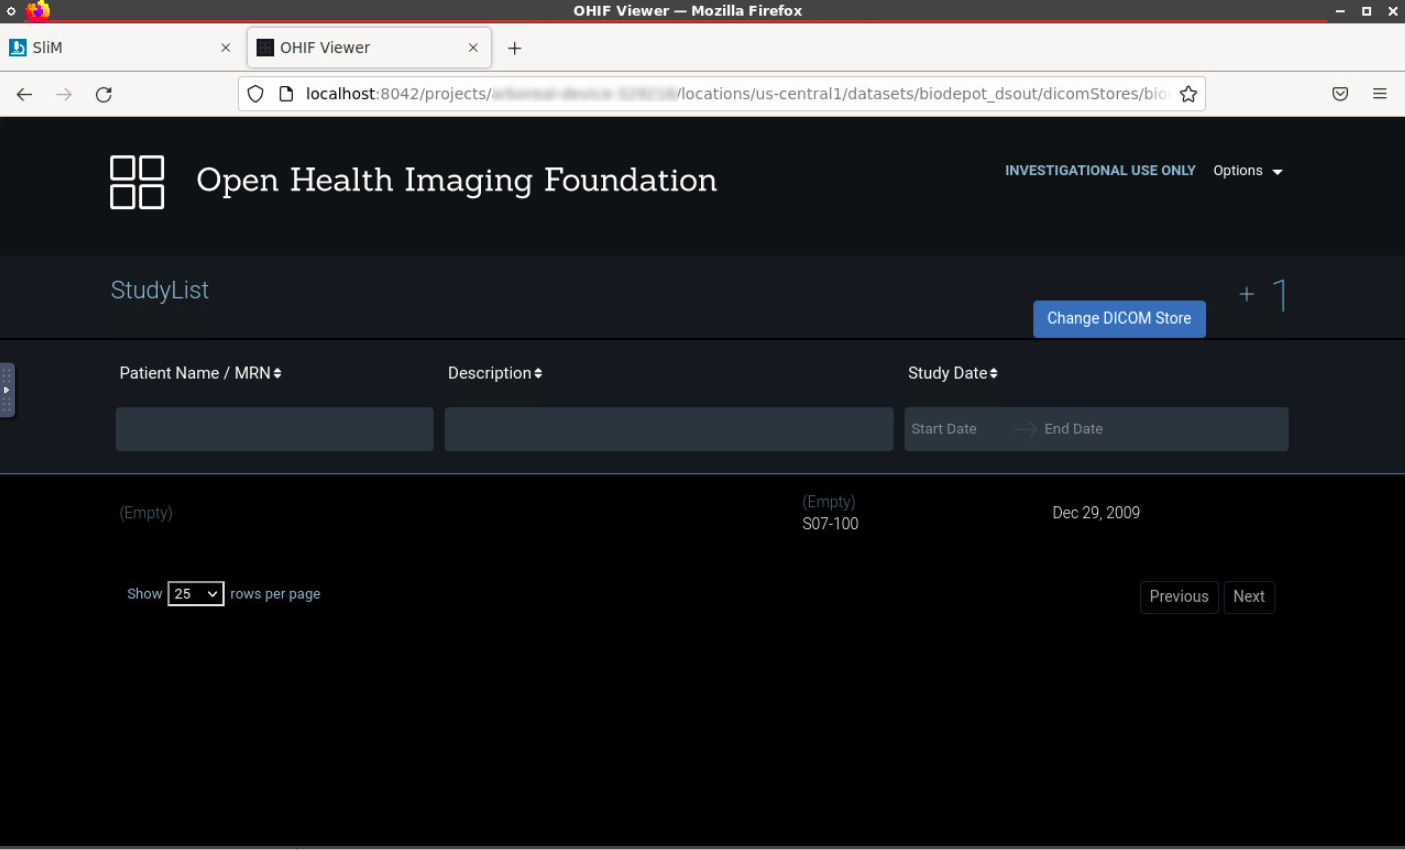 OHIF Viewer — Mozilla Firefox
SliM
OHIF Viewer
localhost:8042/projects/ /locations/us-central1/datasets/biodepot_dsout/dicomStores/bio
Open Health Imaging Foundation
INVESTIGATIONAL USE ONLY Options
StudyList
+ 1
Change DICOM Store
Patient Name / MRN Description Study Date
Start Date End Date
(Empty)
(Empty) Dec 29, 2009
S07-100
Show 25 rows per page
Previous Next